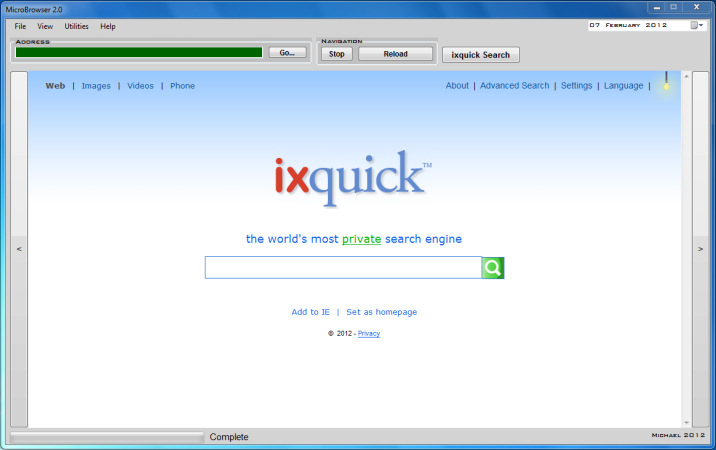 MicroBrowser 2.0
File View Utilities Help
07 February 2012
Address
Go...
Navigation
Stop
Reload
ixquick Search
Web | Images | Videos | Phone
About | Advanced Search | Settings | Language |
ixquick™
the world's most private search engine
Add to IE | Set as homepage
© 2012 - Privacy
<
>
Complete
Michael 2012